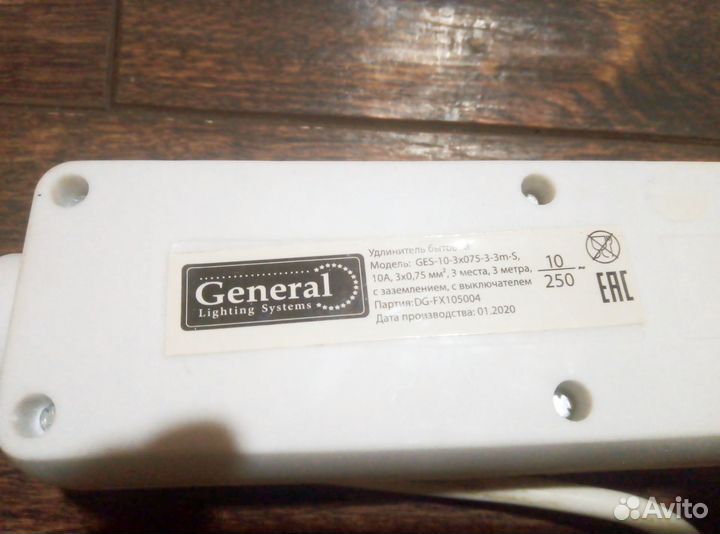 General
Lighting Systems
Удлинитель бытовой
Модель: GES-10-3x075-3-3m-S,
10А, 3x0,75 мм², 3 места, 3 метра,
с заземлением, с выключателем
Партия:DG-FX105004
Дата производства: 01.2020
10
250 ~
EAC
Avito